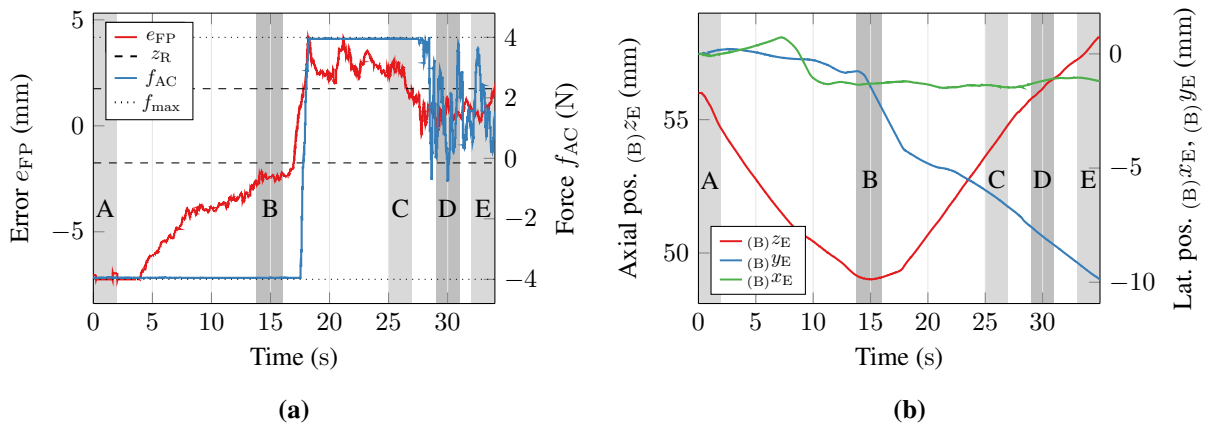 5
0
−5
Error e_FP (mm)
e_FP
z_R
f_AC
f_max
A
B
C
D
E
4
2
0
−2
−4
Force f_AC (N)
0 5 10 15 20 25 30
Time (s)
(a)
55
50
Axial pos. (B)z_E (mm)
A
B
C
D
E
(B)z_E
(B)y_E
(B)x_E
0
−5
−10
Lat. pos. (B)x_E, (B)y_E (mm)
0 5 10 15 20 25 30
Time (s)
(b)